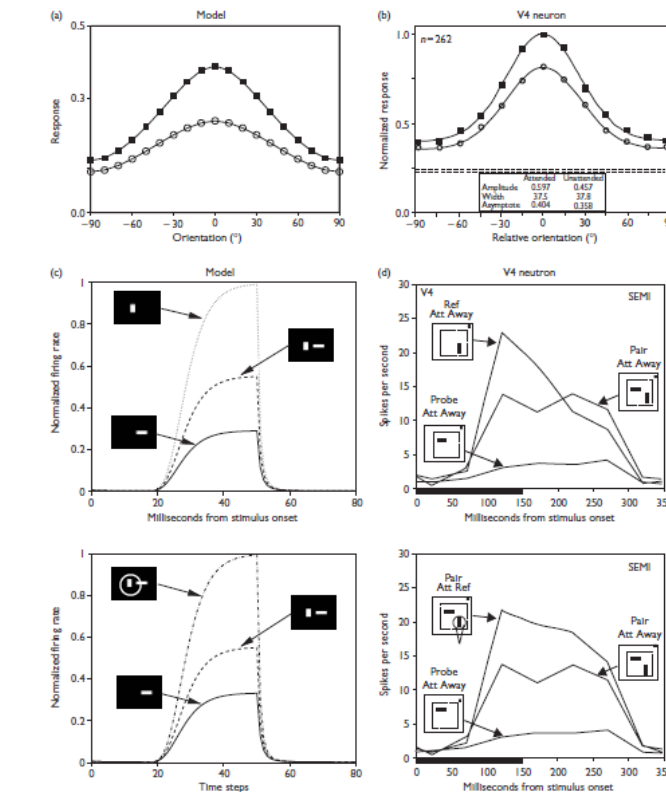 (a)
Model
0.5
0.3
0.0
Response
−90
−60
−30
0
30
60
90
Orientation (°)
(b)
V4 neuron
n=262
1.0
0.5
0.0
Normalized response
Attended Unattended
Amplitude 0.597 0.457
Width 37.5 37.8
Asymptote 0.404 0.358
−90
−60
−30
0
30
60
90
Relative orientation (°)
(c)
Model
1
0.8
0.6
0.4
0.2
0
Normalized firing rate
0
20
40
60
80
Milliseconds from stimulus onset
(d)
V4 neutron
V4
SEMI
30
25
20
15
10
5
0
Spikes per second
Ref
Att Away
Pair
Att Away
Probe
Att Away
0
50
100
150
200
250
300
350
Milliseconds from stimulus onset
1
0.8
0.6
0.4
0.2
0
Normalized firing rate
0
20
40
60
80
Time steps
SEMI
30
25
20
15
10
5
0
Spikes per second
Pair
Att Ref
Pair
Att Away
Probe
Att Away
0
50
100
150
200
250
300
Milliseconds from stimulus onset